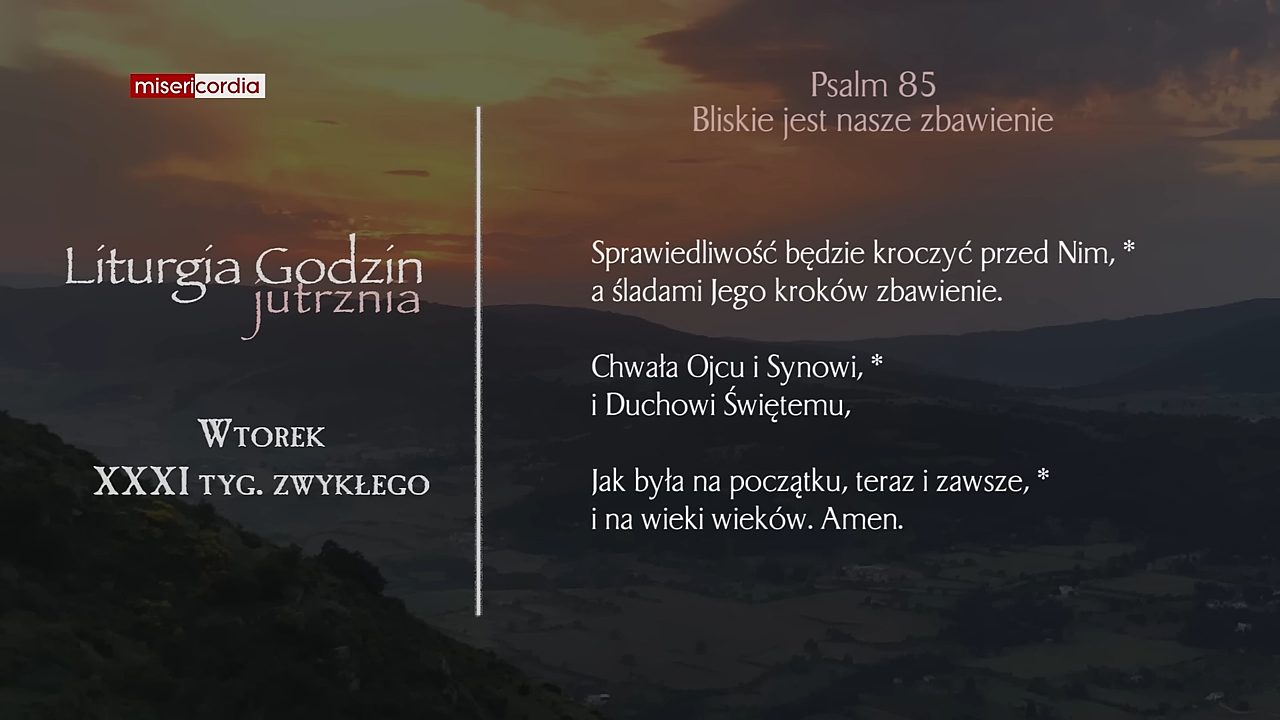 misericordia
Liturgia Godzin
jutrznia
Wtorek
XXXI tyg. zwykłego
Psalm 85
Bliskie jest nasze zbawienie
Sprawiedliwość będzie kroczyć przed Nim, *
a śladami Jego kroków zbawienie.
Chwała Ojcu i Synowi, *
i Duchowi Świętemu,
Jak była na początku, teraz i zawsze, *
i na wieki wieków. Amen.